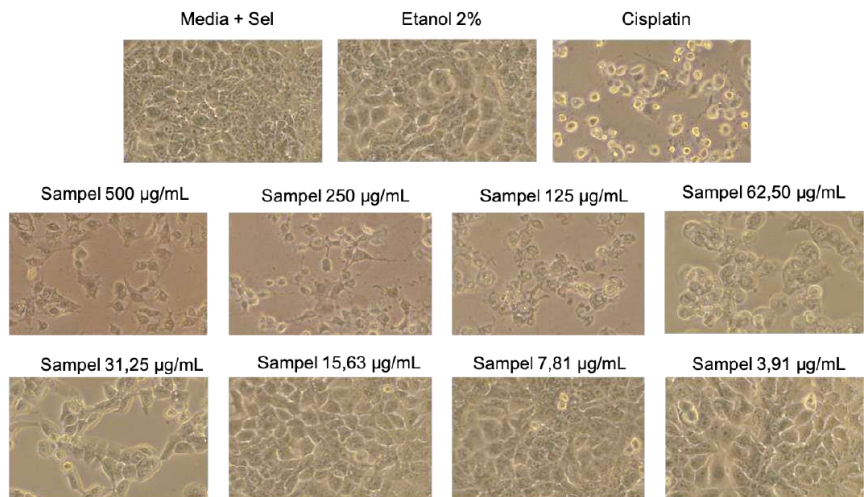 Media + Sel Etanol 2% Cisplatin
Sampel 500 µg/mL Sampel 250 µg/mL Sampel 125 µg/mL Sampel 62,50 µg/mL
Sampel 31,25 µg/mL Sampel 15,63 µg/mL Sampel 7,81 µg/mL Sampel 3,91 µg/mL